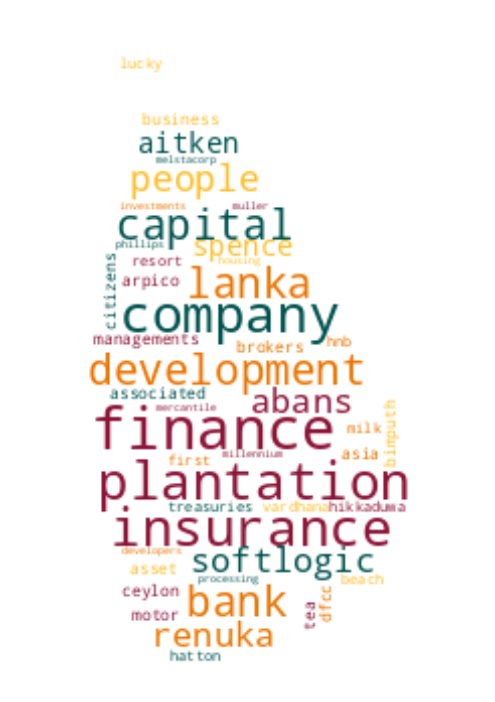 lucky
business
aitken
melstacorp
people
investments muller
capital
phillips spence
resort housing
citizens
arpico lanka
company
managements hnb
brokers
development
associated abans
mercantile
finance milk
bimputh
millennium asia
first
plantation
treasuries vardhana hikkaduwa
insurance
developers
softlogic
asset
processing beach
ceylon bank
dfcc
motor tea
renuka
hatton